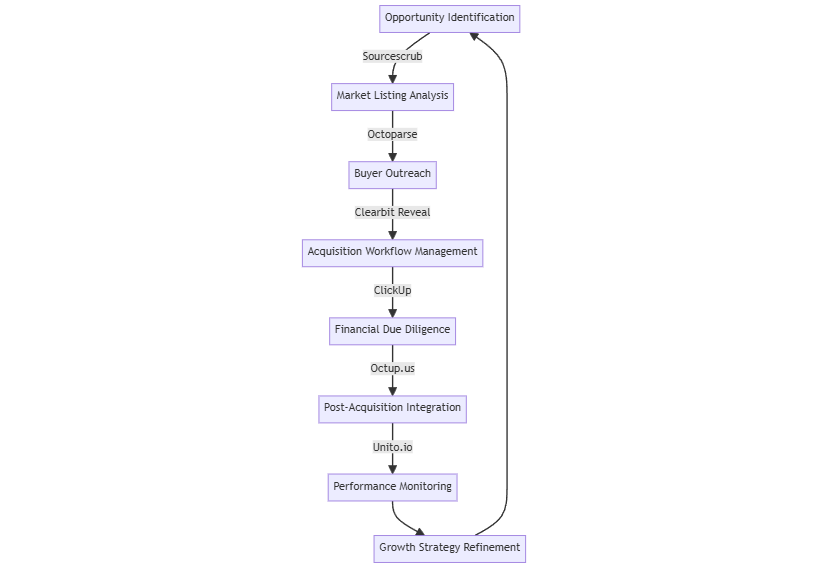 Opportunity Identification
Sourcescrub
Market Listing Analysis
Octoparse
Buyer Outreach
Clearbit Reveal
Acquisition Workflow Management
ClickUp
Financial Due Diligence
Octup.us
Post-Acquisition Integration
Unito.io
Performance Monitoring
Growth Strategy Refinement